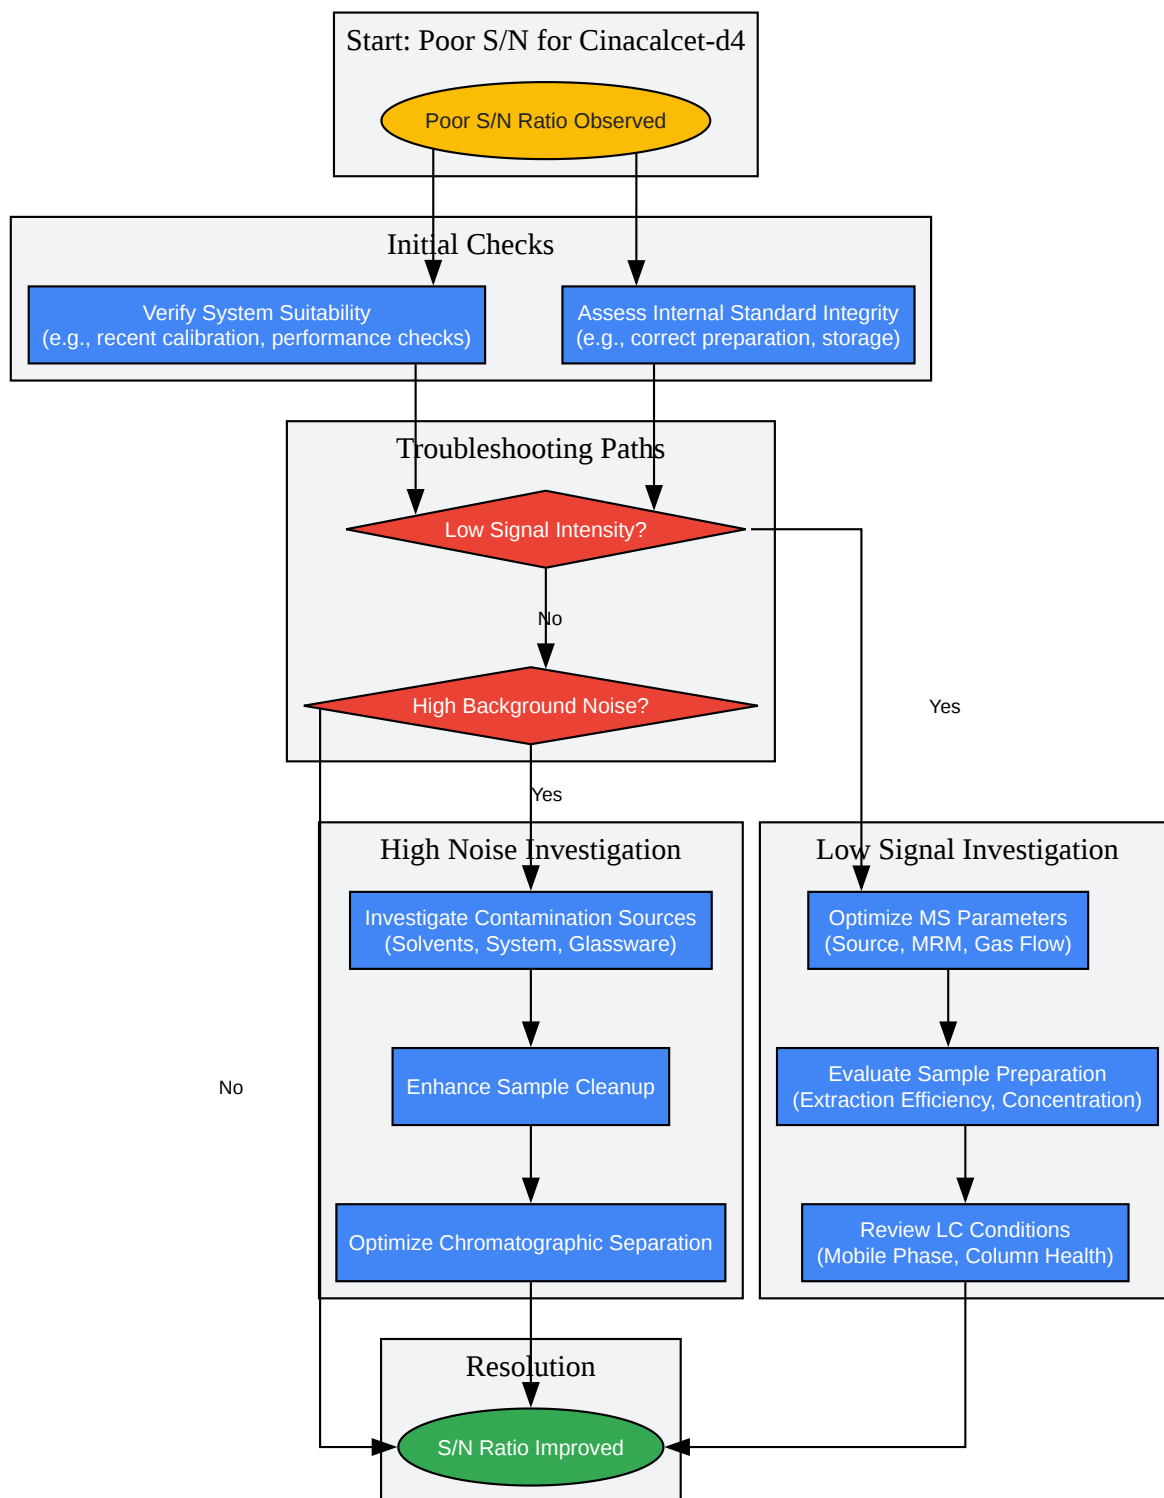 Start: Poor S/N for Cinacalcet-d4
Poor S/N Ratio Observed
Initial Checks
Verify System Suitability
(e.g., recent calibration, performance checks)
Assess Internal Standard Integrity
(e.g., correct preparation, storage)
Troubleshooting Paths
Low Signal Intensity?
No
High Background Noise?
Yes
Yes
High Noise Investigation
Investigate Contamination Sources
(Solvents, System, Glassware)
Enhance Sample Cleanup
Optimize Chromatographic Separation
Low Signal Investigation
Optimize MS Parameters
(Source, MRM, Gas Flow)
Evaluate Sample Preparation
(Extraction Efficiency, Concentration)
Review LC Conditions
(Mobile Phase, Column Health)
No
Resolution
S/N Ratio Improved